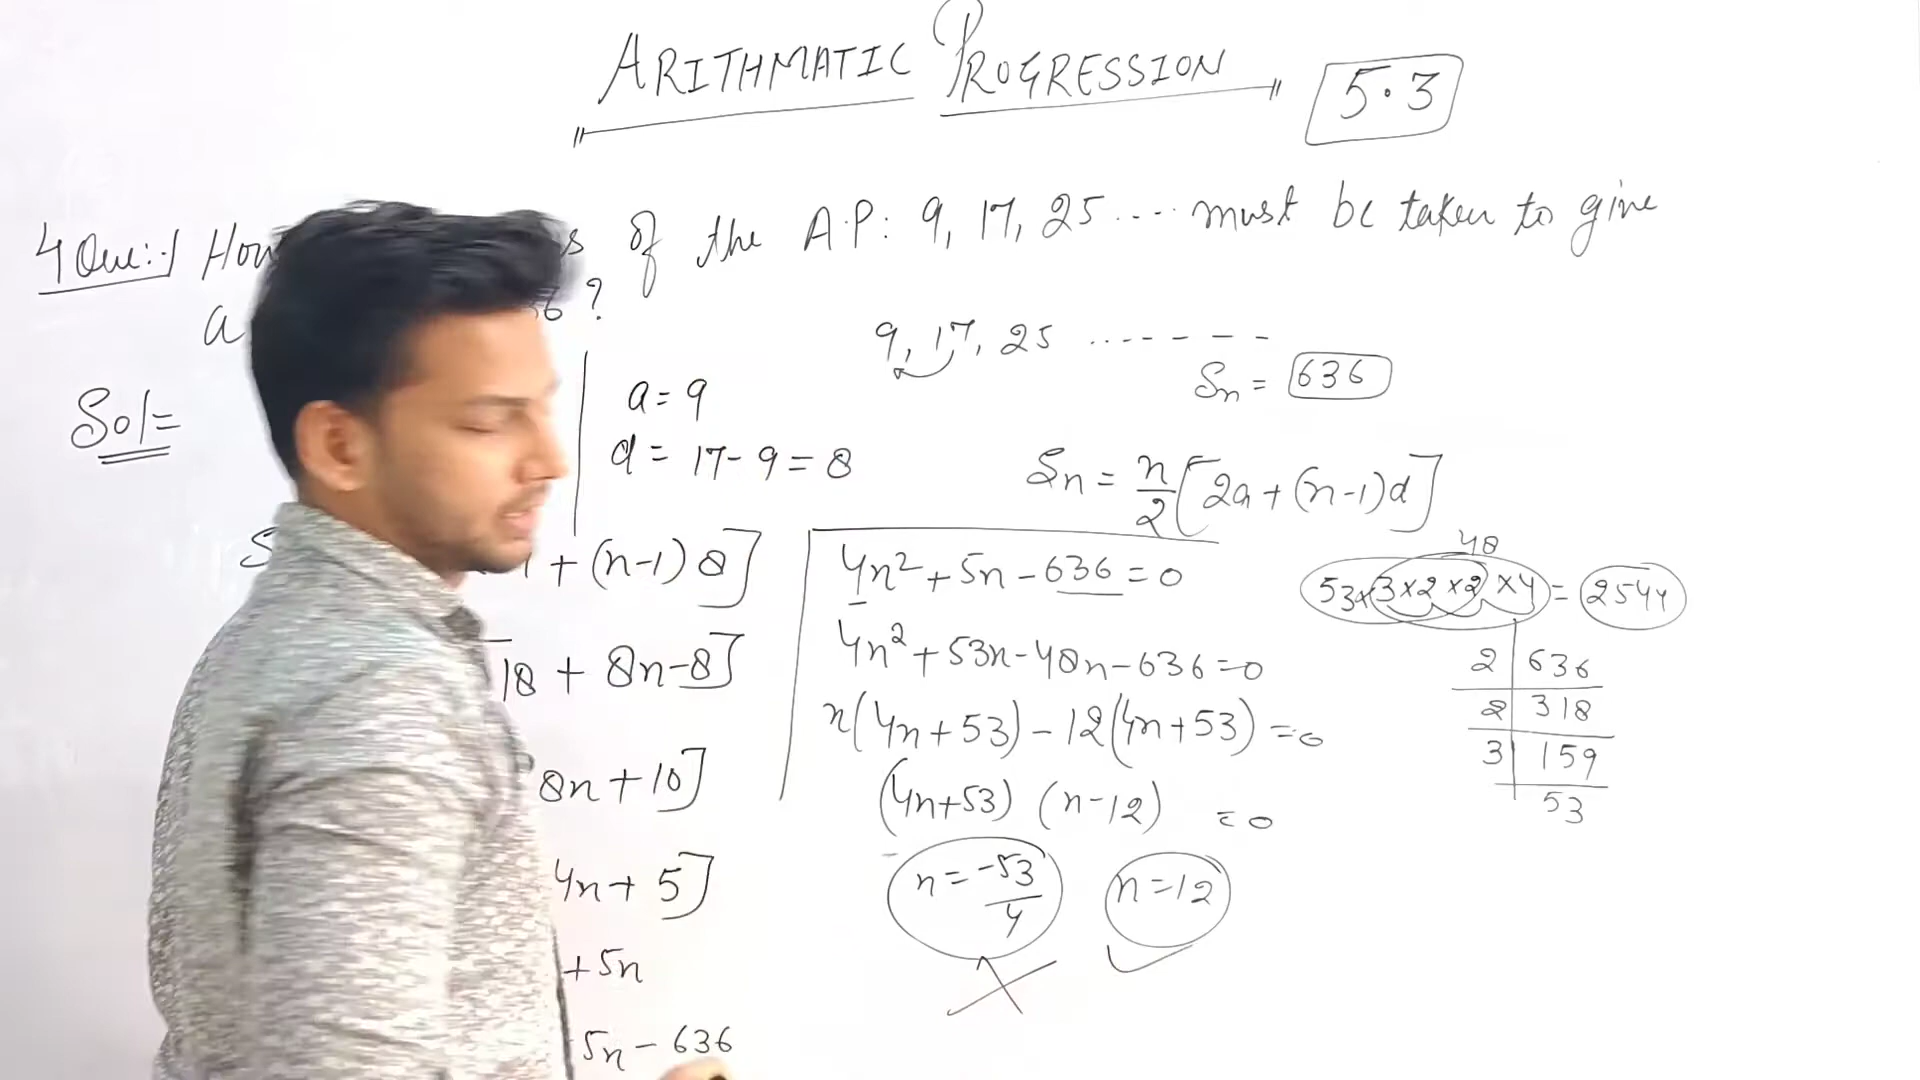 ARITHMATIC PROGRESSION 5.3
4 Que:- How of the A.P: 9, 17, 25.... must be taken to give
a ?
9, 17, 25 .......
Sn = 636
Sol=
a = 9
d = 17-9 = 8
Sn = n/2 [2a + (n-1)d]
+ (n-1) 8]
18 + 8n-8]
8n + 10]
4n + 5]
+5n
5n - 636
4n² + 5n - 636 = 0
4n² + 53n - 48n - 636 = 0
n(4n + 53) - 12(4n + 53) = 0
(4n+53) (n-12) = 0
n = -53/4
n = 12
48
53×3×2×2×4 = 2544
2 | 636
2 | 318
3 | 159
53